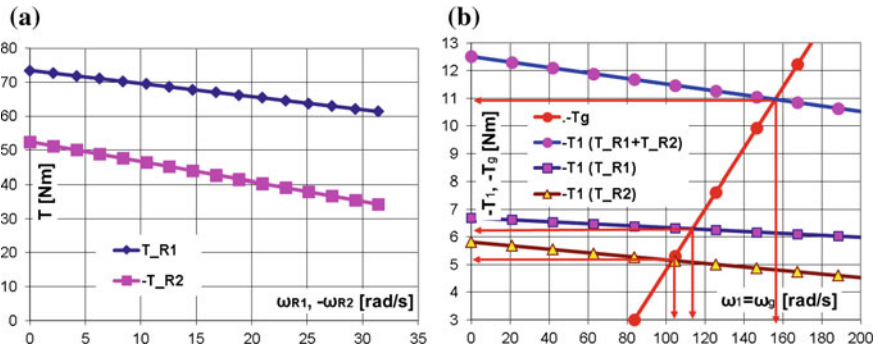 (a)
80
70
60
50
40
30
20
10
0
T [Nm]
T_R1
-T_R2
ωR1, -ωR2 [rad/s]
0 5 10 15 20 25 30 35
(b)
13
12
11
10
9
8
7
6
5
4
3
-T1, -Tg [Nm]
.-Tg
-T1 (T_R1+T_R2)
-T1 (T_R1)
-T1 (T_R2)
ω1=ωg [rad/s]
0 20 40 60 80 100 120 140 160 180 200